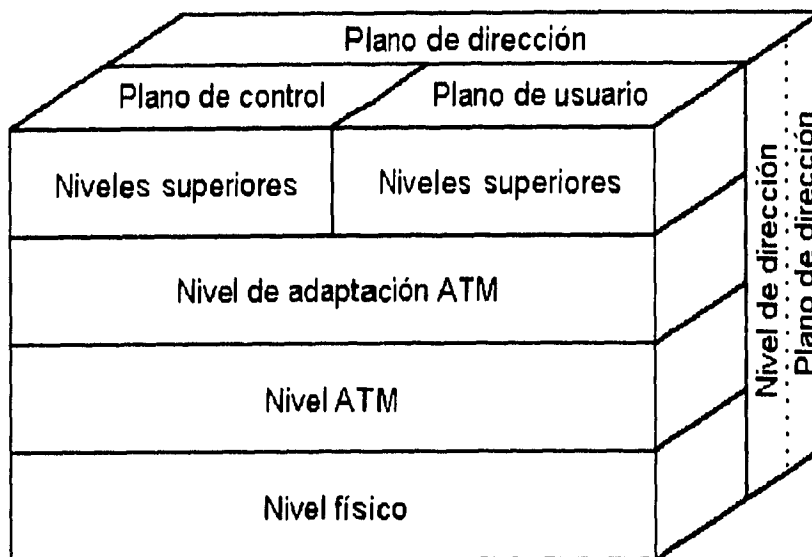 Plano de dirección
Plano de control
Plano de usuario
Niveles superiores
Niveles superiores
Nivel de adaptación ATM
Nivel ATM
Nivel físico
Nivel de dirección
Plano de dirección